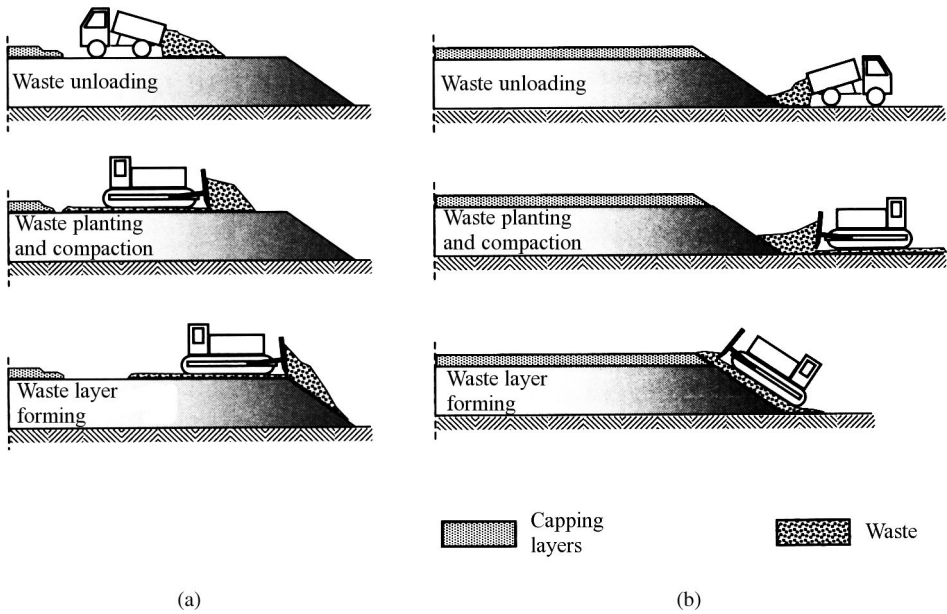 Waste unloading
Waste planting
and compaction
Waste layer
forming
(a)
Waste unloading
Waste planting
and compaction
Waste layer
forming
Capping
layers
Waste
(b)